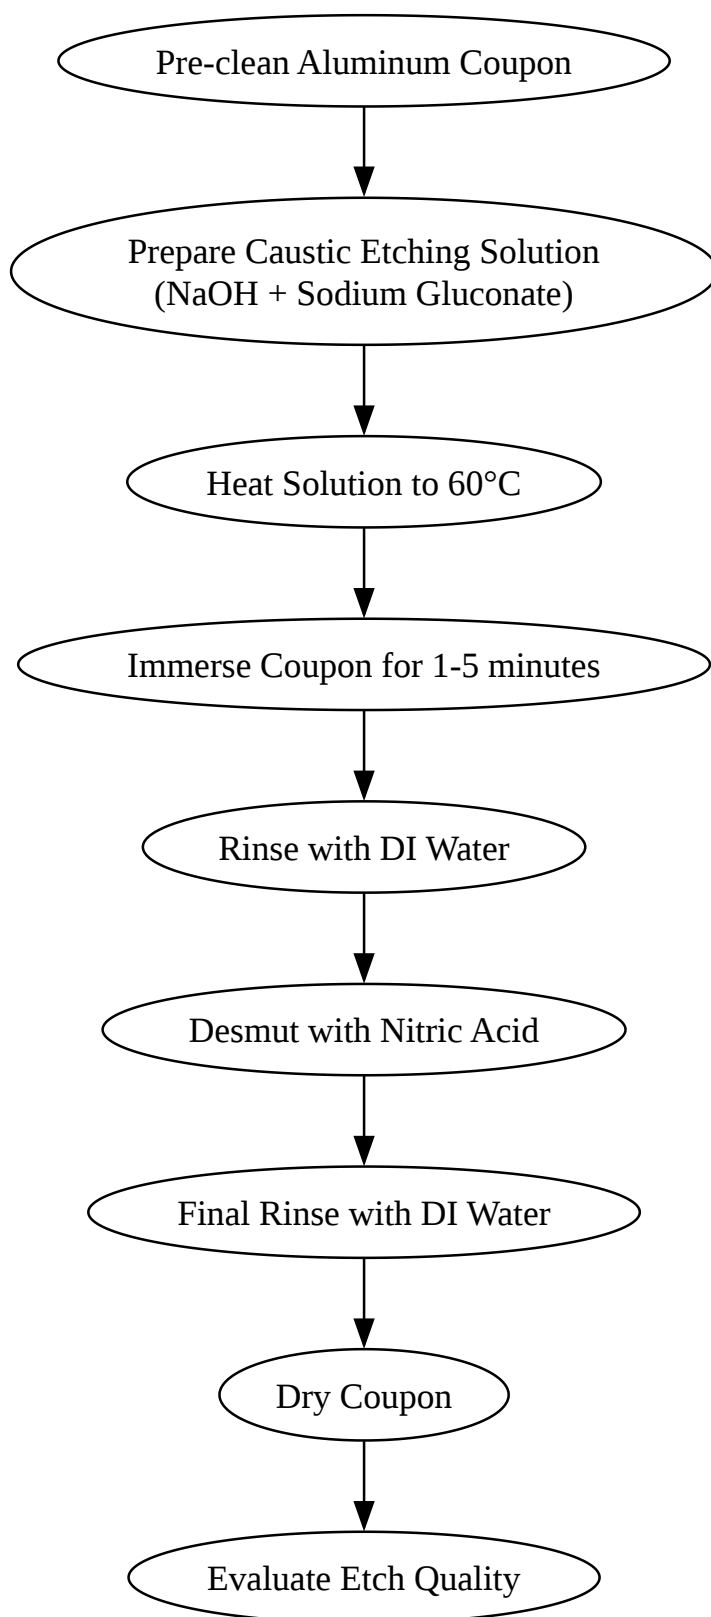 Pre-clean Aluminum Coupon
Prepare Caustic Etching Solution
(NaOH + Sodium Gluconate)
Heat Solution to 60°C
Immerse Coupon for 1-5 minutes
Rinse with DI Water
Desmut with Nitric Acid
Final Rinse with DI Water
Dry Coupon
Evaluate Etch Quality